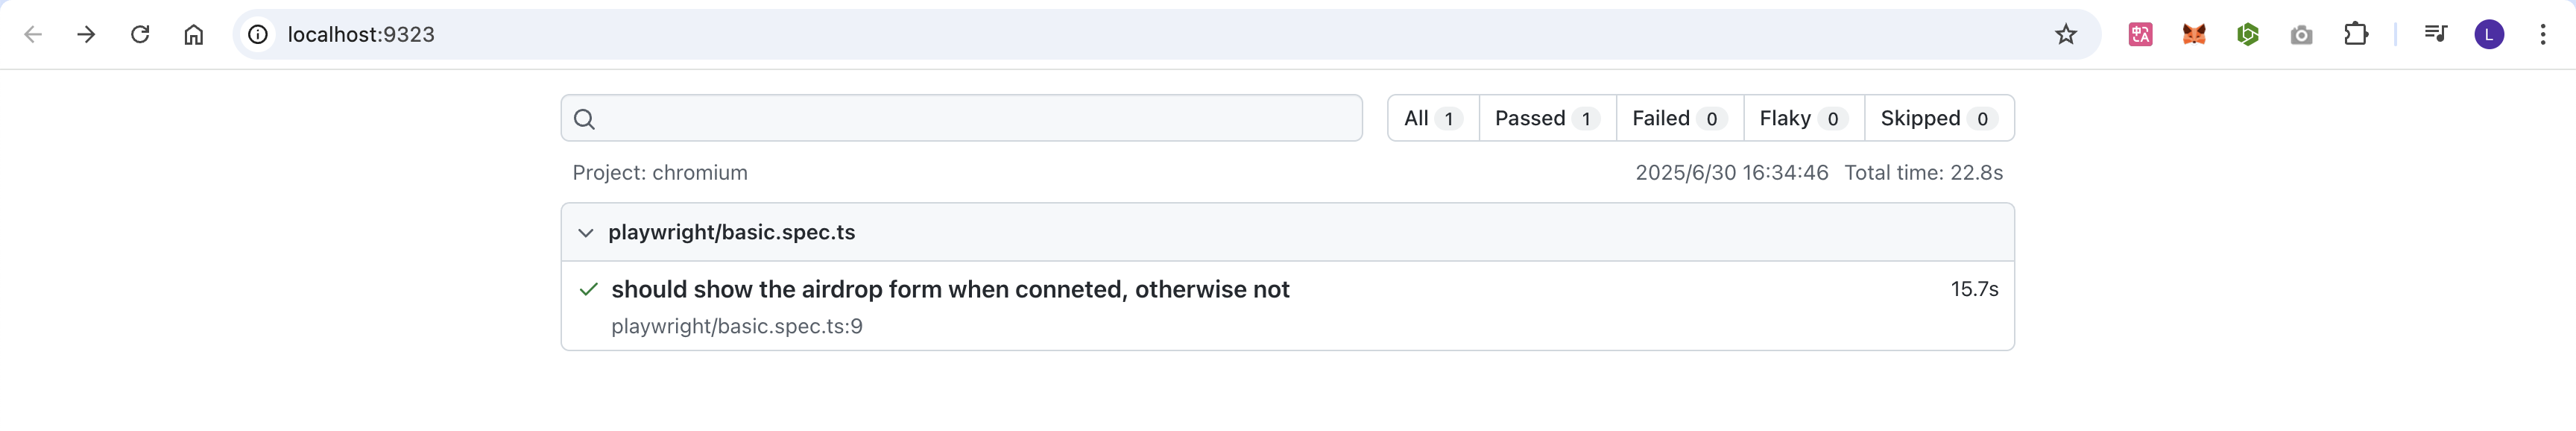 localhost:9323
L
All 1 Passed 1 Failed 0 Flaky 0 Skipped 0
Project: chromium 2025/6/30 16:34:46 Total time: 22.8s
playwright/basic.spec.ts
should show the airdrop form when conneted, otherwise not 15.7s
playwright/basic.spec.ts:9